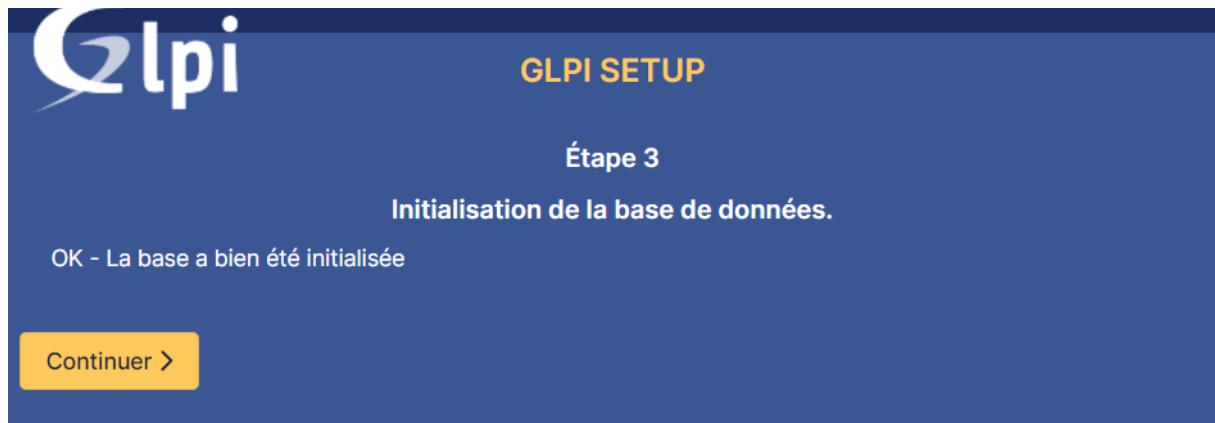 Glpi
GLPI SETUP
Étape 3
Initialisation de la base de données.
OK - La base a bien été initialisée
Continuer >